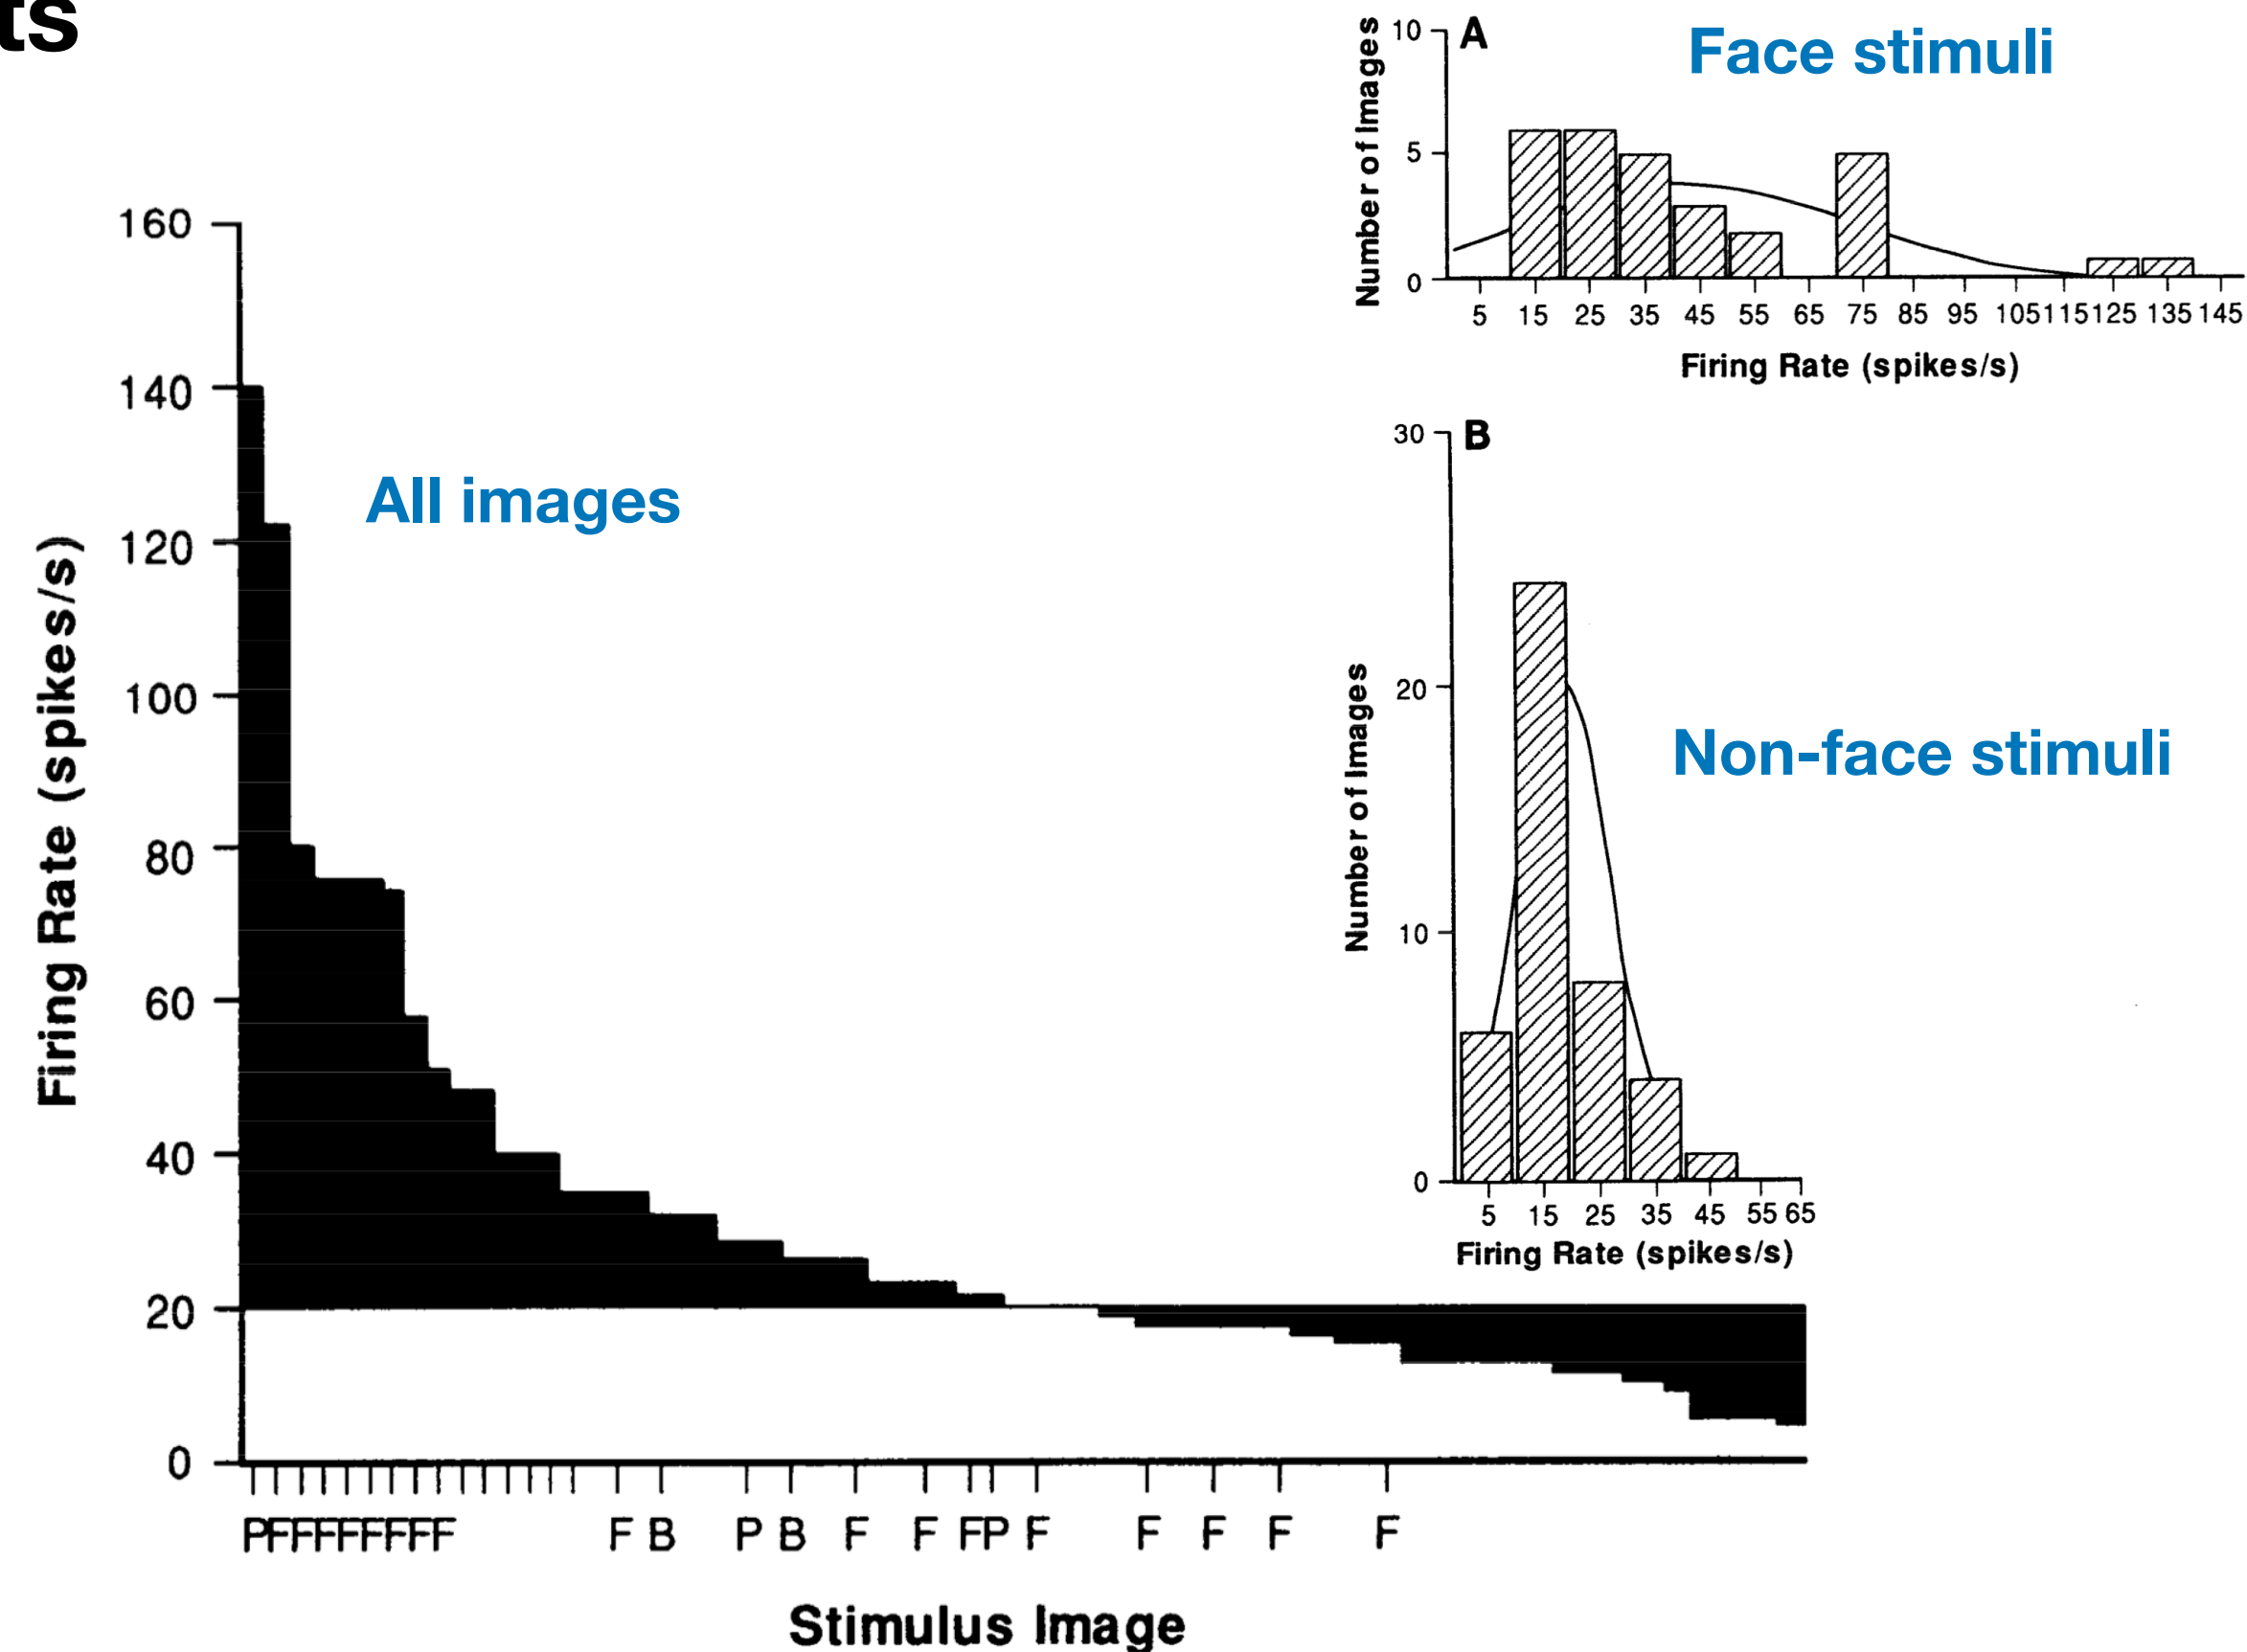 ts
All images
Firing Rate (spikes/s)
160
140
120
100
80
60
40
20
0
PFFFFFFFF F B P B F F FP F F F F F
Stimulus Image
A
Face stimuli
Number of Images
10
5
0
5 15 25 35 45 55 65 75 85 95 105 115 125 135 145
Firing Rate (spikes/s)
B
Non-face stimuli
Number of Images
30
20
10
0
5 15 25 35 45 55 65
Firing Rate (spikes/s)